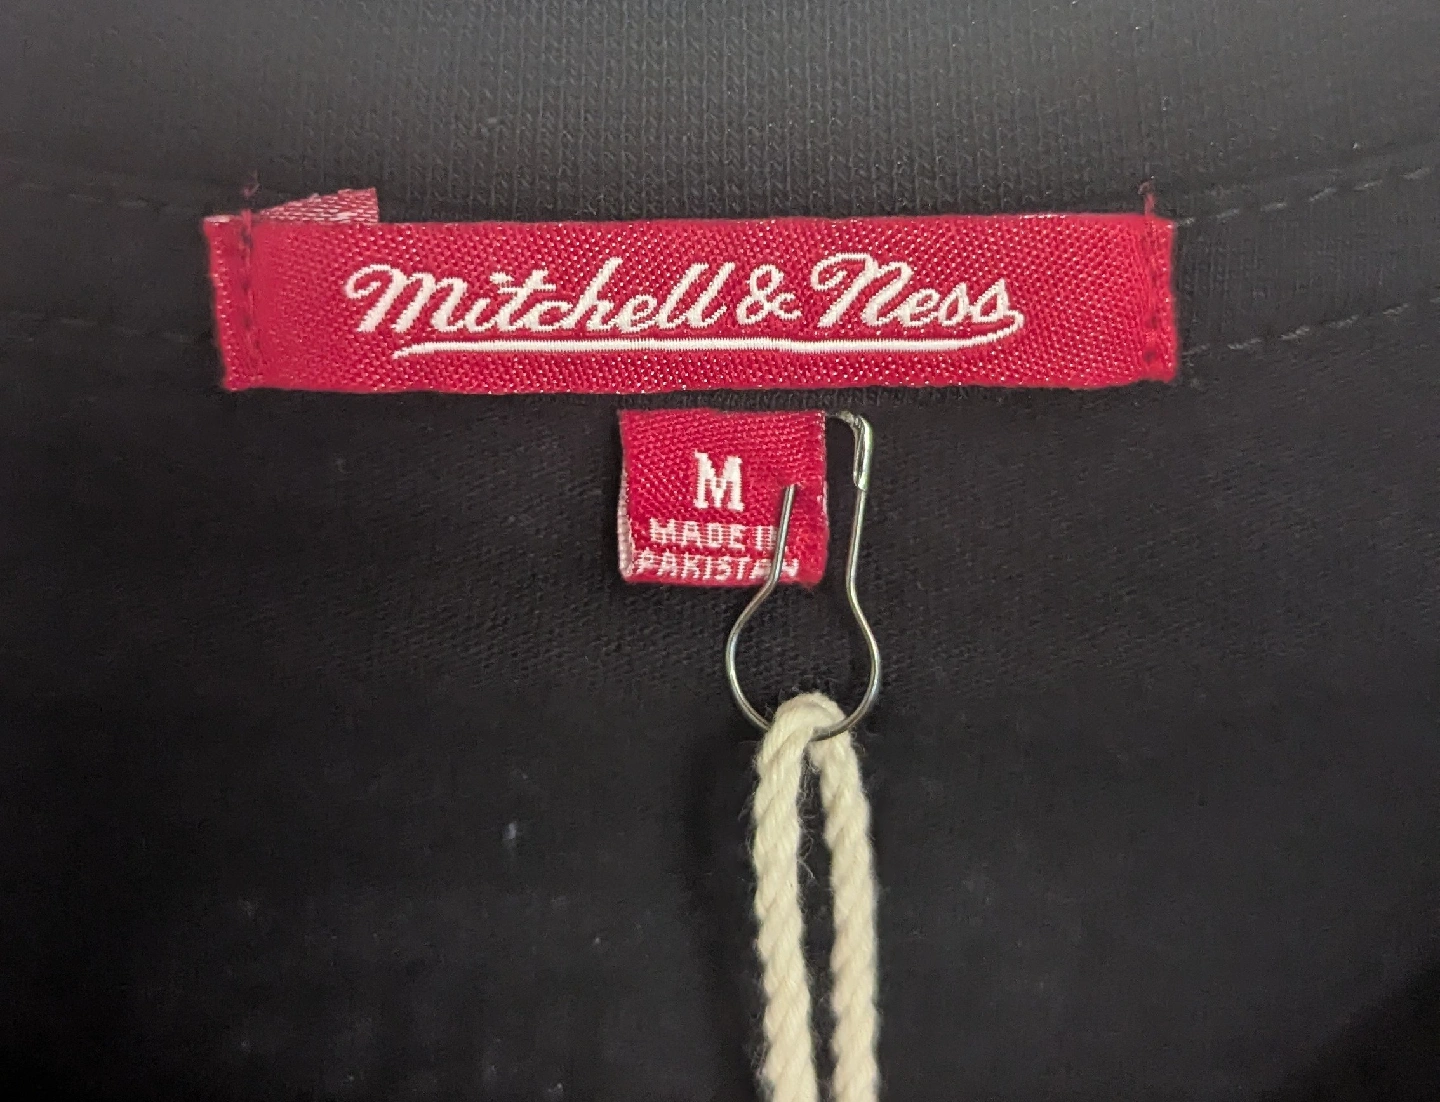 Mitchell & Ness
M
MADE IN
PAKISTAN